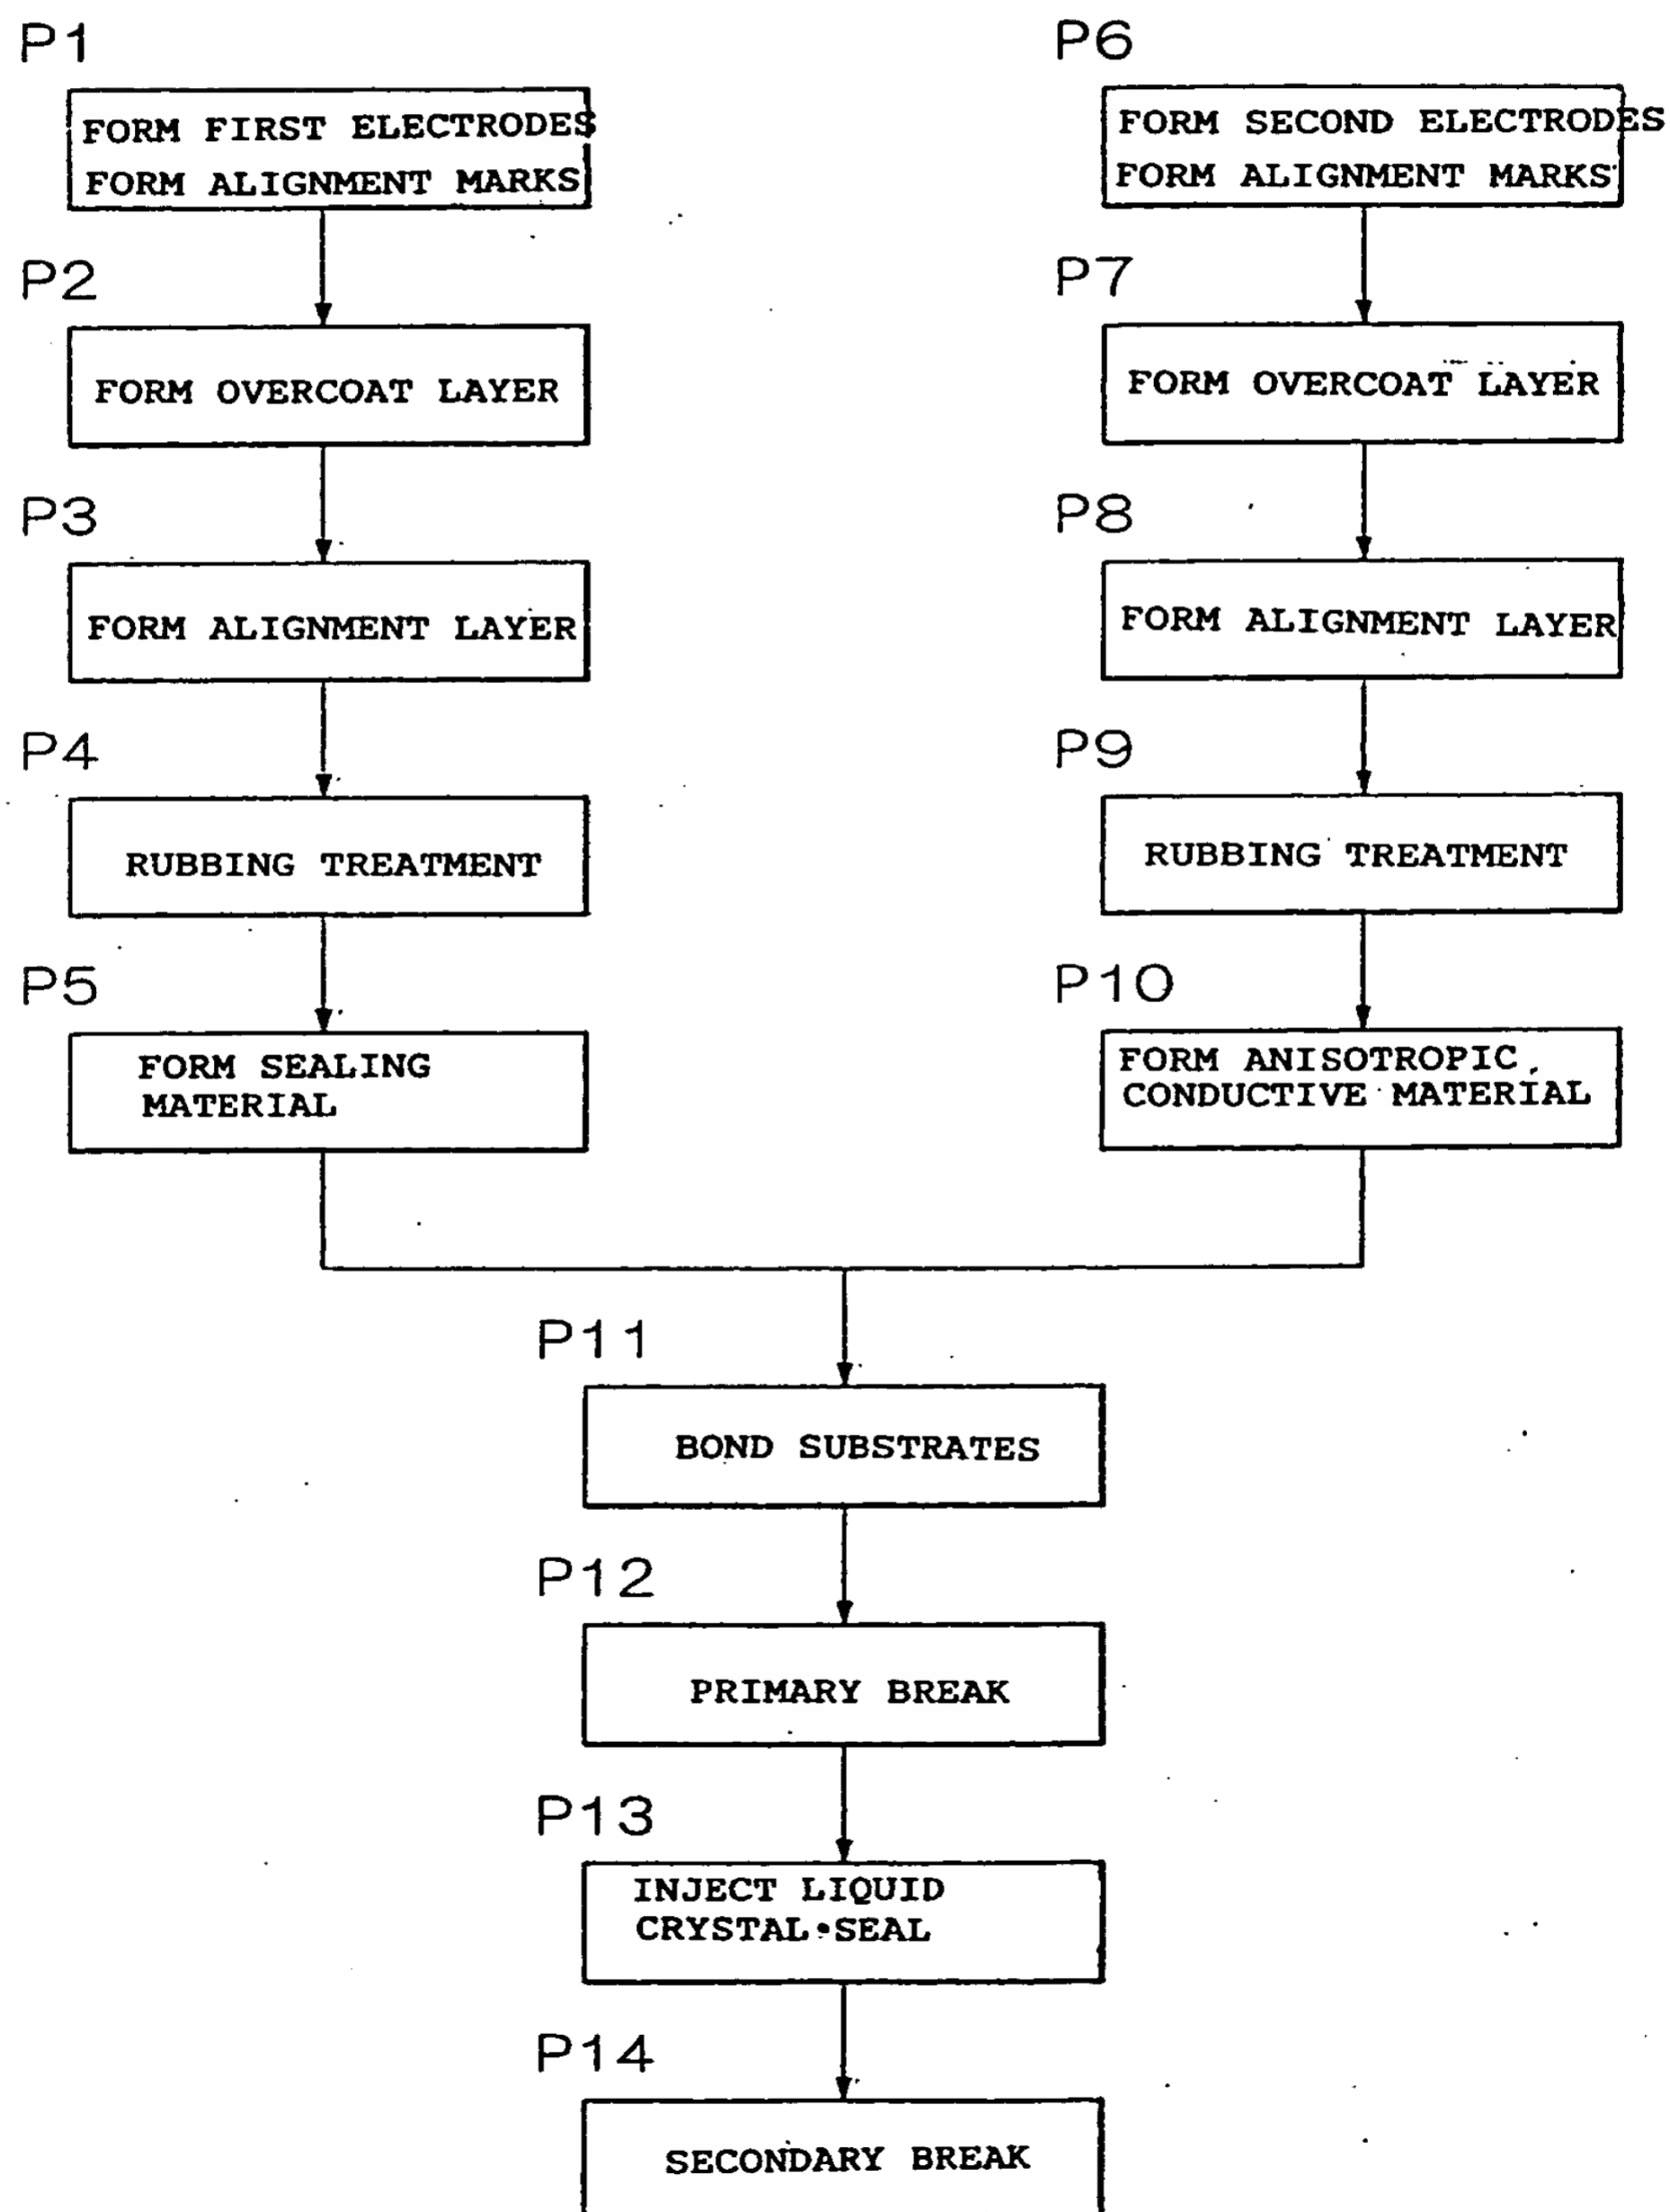 P1
FORM FIRST ELECTRODES
FORM ALIGNMENT MARKS
P2
FORM OVERCOAT LAYER
P3
FORM ALIGNMENT LAYER
P4
RUBBING TREATMENT
P5
FORM SEALING
MATERIAL
P6
FORM SECOND ELECTRODES
FORM ALIGNMENT MARKS
P7
FORM OVERCOAT LAYER
P8
FORM ALIGNMENT LAYER
P9
RUBBING TREATMENT
P10
FORM ANISOTROPIC
CONDUCTIVE MATERIAL
P11
BOND SUBSTRATES
P12
PRIMARY BREAK
P13
INJECT LIQUID
CRYSTAL•SEAL
P14
SECONDARY BREAK